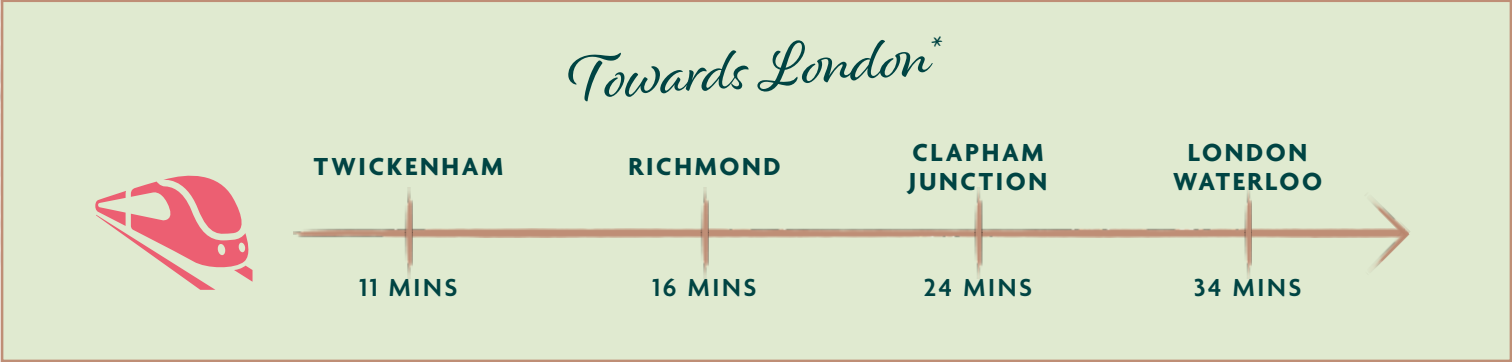 Towards London*
TWICKENHAM
RICHMOND
CLAPHAM
JUNCTION
LONDON
WATERLOO
11 MINS
16 MINS
24 MINS
34 MINS